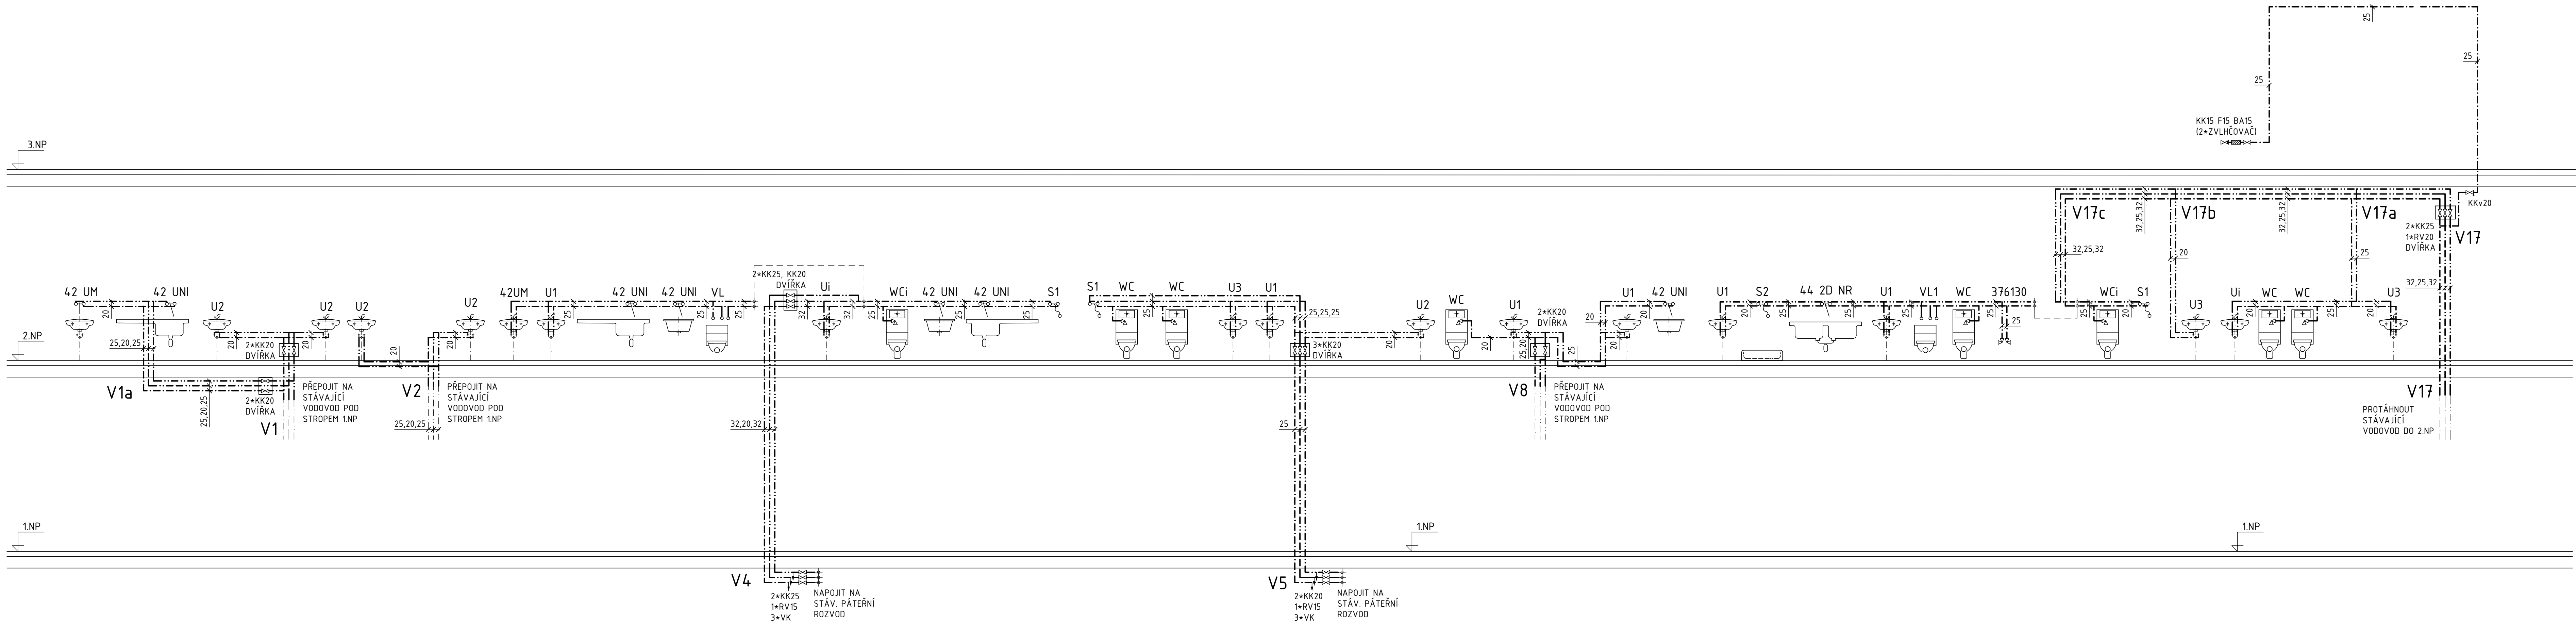 25
25
25
KK15 F15 BA15
(2*ZVLHČOVAČ)
3.NP
KKv20
V17c
V17b
V17a
32,25,32
32,25,32
2*KK25
1*RV20
DVÍŘKA
V17
32,25,32
20
25
32,25,32
2*KK25, KK20
DVÍŘKA
42 UM
42 UNI
U2
U2
U2
U2
42UM
U1
42 UNI
42 UNI
VL
Ui
WCi
42 UNI
42 UNI
S1
S1
WC
WC
U3
U1
U2
WC
U1
U1
42 UNI
U1
S2
44 2D NR
U1
VL1
WC
376130
WCi
S1
U3
Ui
WC
WC
U3
20
25
25
25
32
32
25
25
25
25
25,25,25
20
20
20
25
25
25
25
25
20
20
25
20
2.NP
25,20,25
20
2*KK20
DVÍŘKA
20
20
20
3*KK20
DVÍŘKA
20
20
25,20
2*KK20
DVÍŘKA
25
20
V1a
25,20,25
2*KK20
DVÍŘKA
V1
PŘEPOJIT NA
STÁVAJÍCÍ
VODOVOD POD
STROPEM 1.NP
V2
25,20,25
PŘEPOJIT NA
STÁVAJÍCÍ
VODOVOD POD
STROPEM 1.NP
32,20,32
25
V8
PŘEPOJIT NA
STÁVAJÍCÍ
VODOVOD POD
STROPEM 1.NP
V17
PROTÁHNOUT
STÁVAJÍCÍ
VODOVOD DO 2.NP
1.NP
1.NP
1.NP
V4
2*KK25
1*RV15
3*VK
NAPOJIT NA
STÁV. PÁTEŘNÍ
ROZVOD
V5
2*KK20
1*RV15
3*VK
NAPOJIT NA
STÁV. PÁTEŘNÍ
ROZVOD